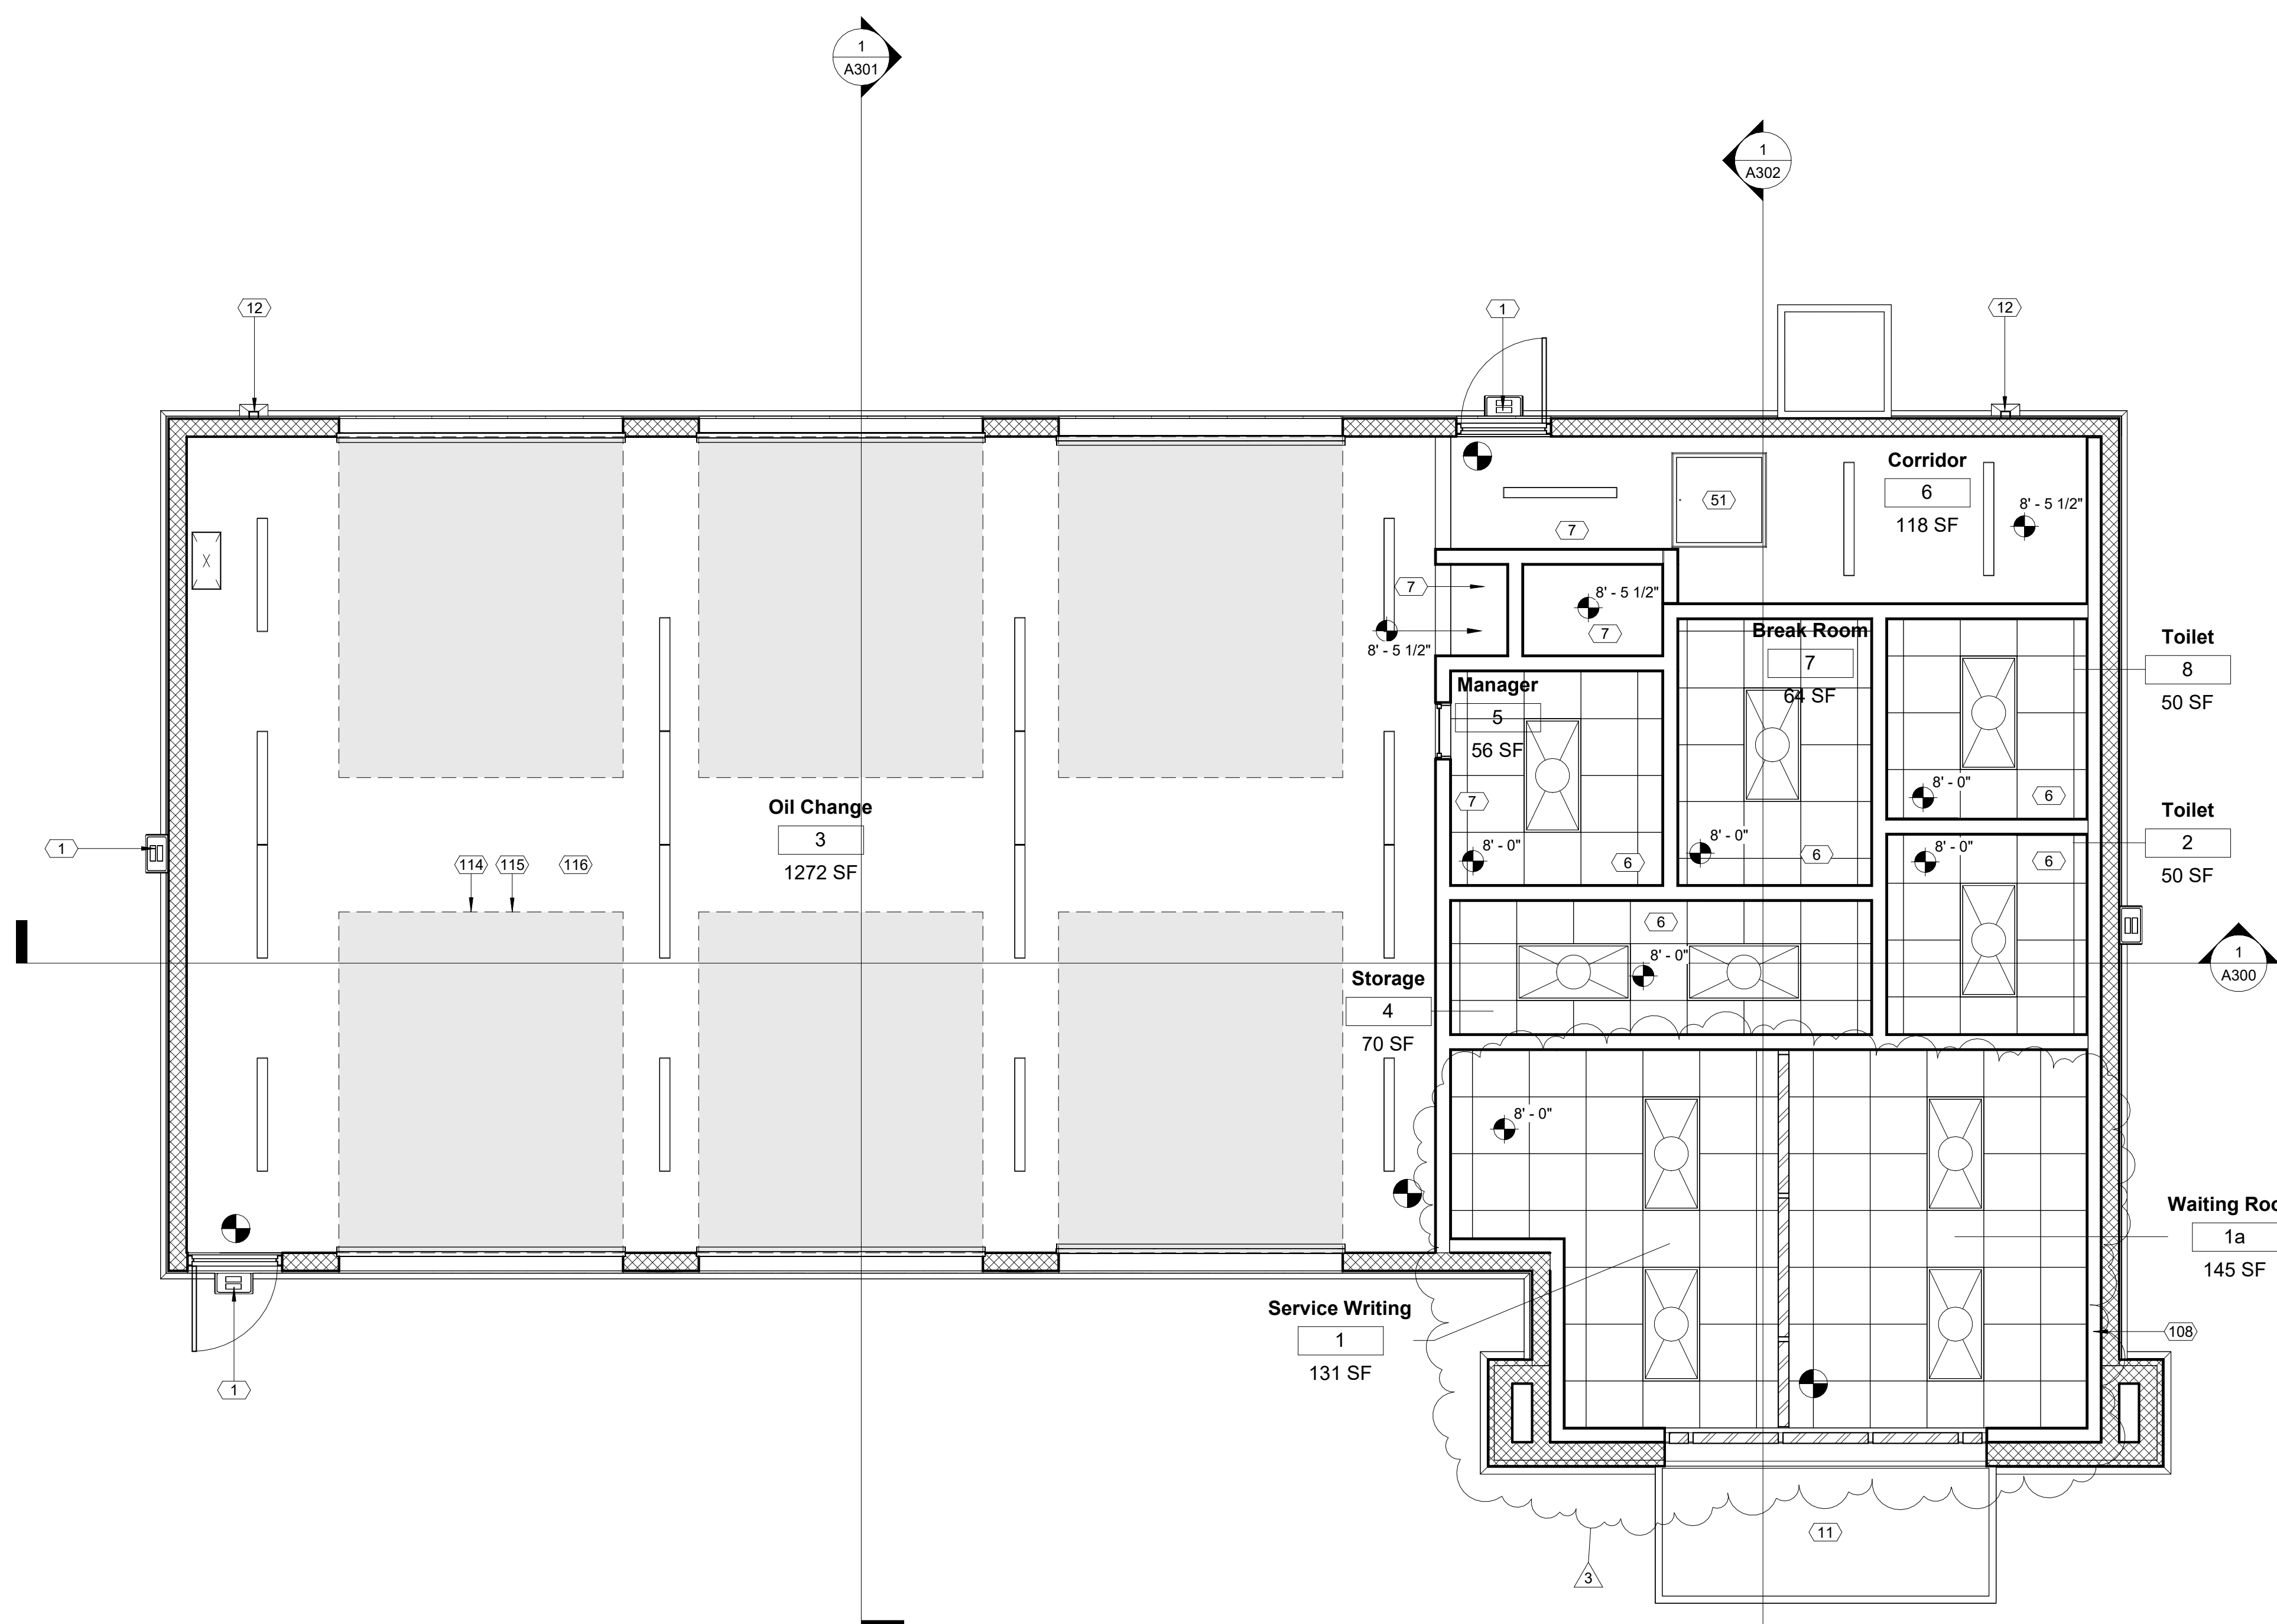 1
A301
1
A302
12
1
12
Corridor
6
118 SF
8' - 5 1/2"
51
7
7
8' - 5 1/2"
7
8' - 5 1/2"
Break Room
7
64 SF
Toilet
8
50 SF
Manager
5
56 SF
7
8' - 0"
6
8' - 0"
6
8' - 0"
6
Toilet
2
50 SF
8' - 0"
6
Oil Change
3
1272 SF
1
114
115
116
6
8' - 0"
Storage
4
70 SF
1
A300
8' - 0"
Waiting Roo
1a
145 SF
Service Writing
1
131 SF
108
1
11
3